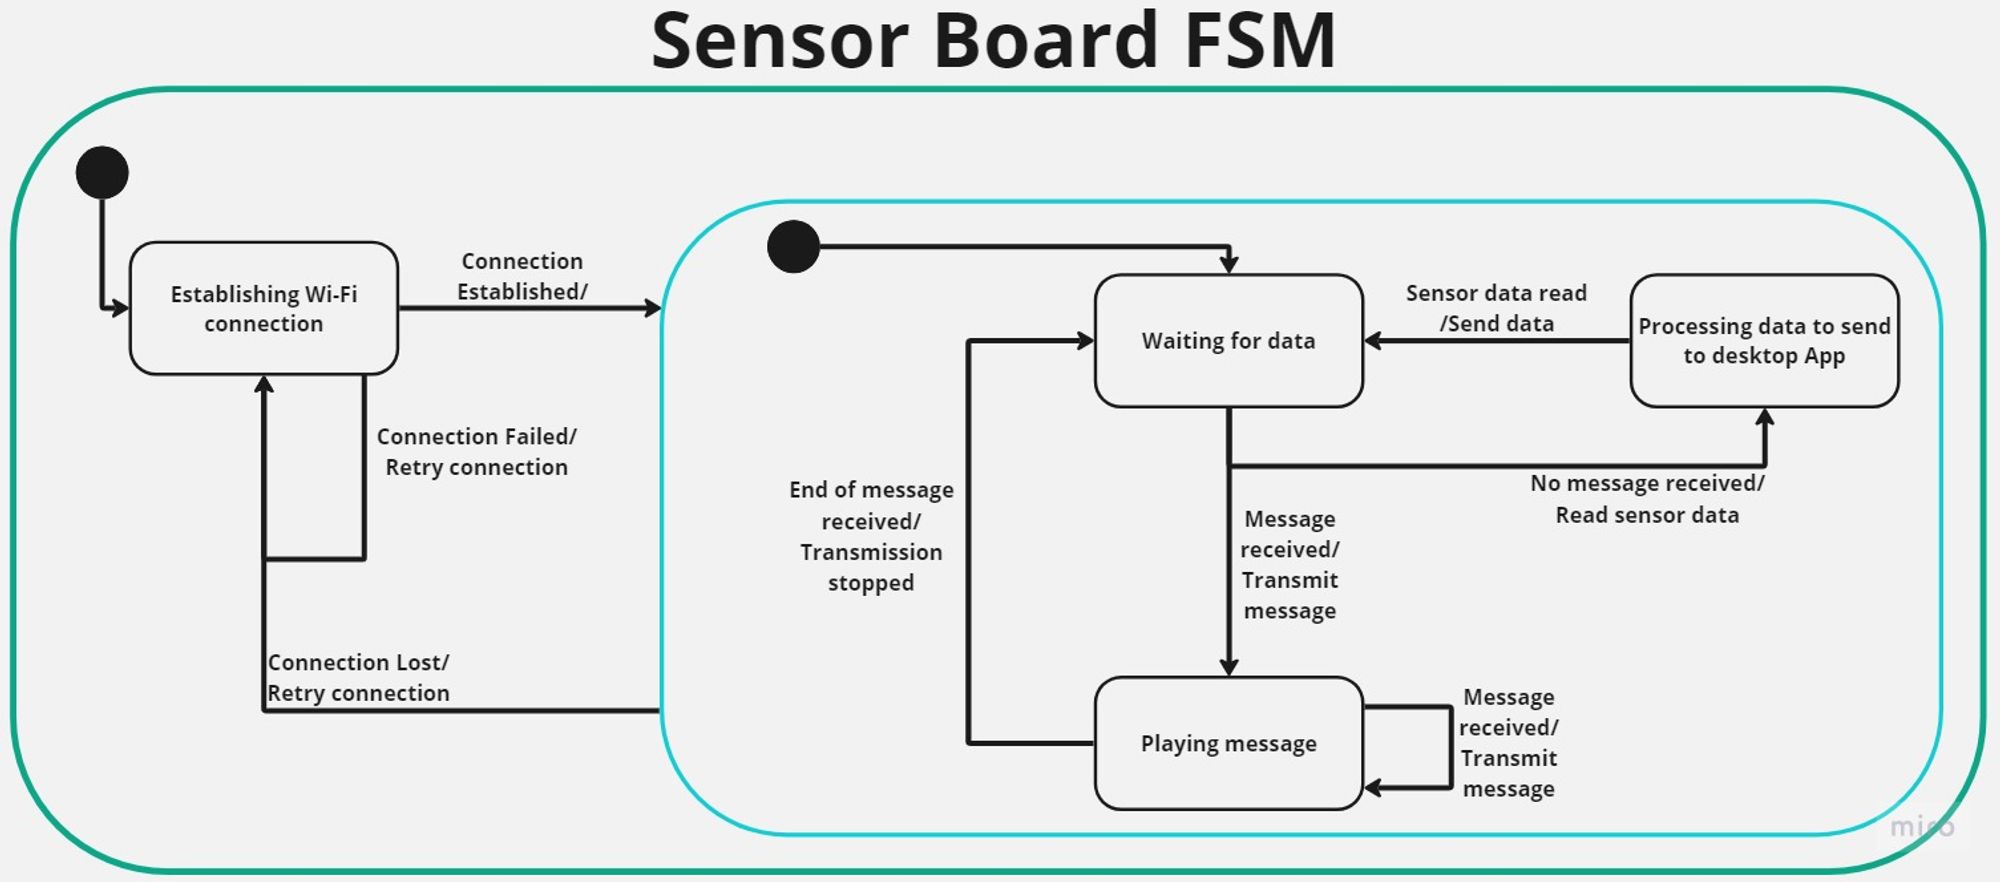 Sensor Board FSM
Establishing Wi-Fi
connection
Connection
Established/
Connection Failed/
Retry connection
Connection Lost/
Retry connection
Waiting for data
Sensor data read
/Send data
Processing data to send
to desktop App
No message received/
Read sensor data
End of message
received/
Transmission
stopped
Message
received/
Transmit
message
Playing message
Message
received/
Transmit
message
miro